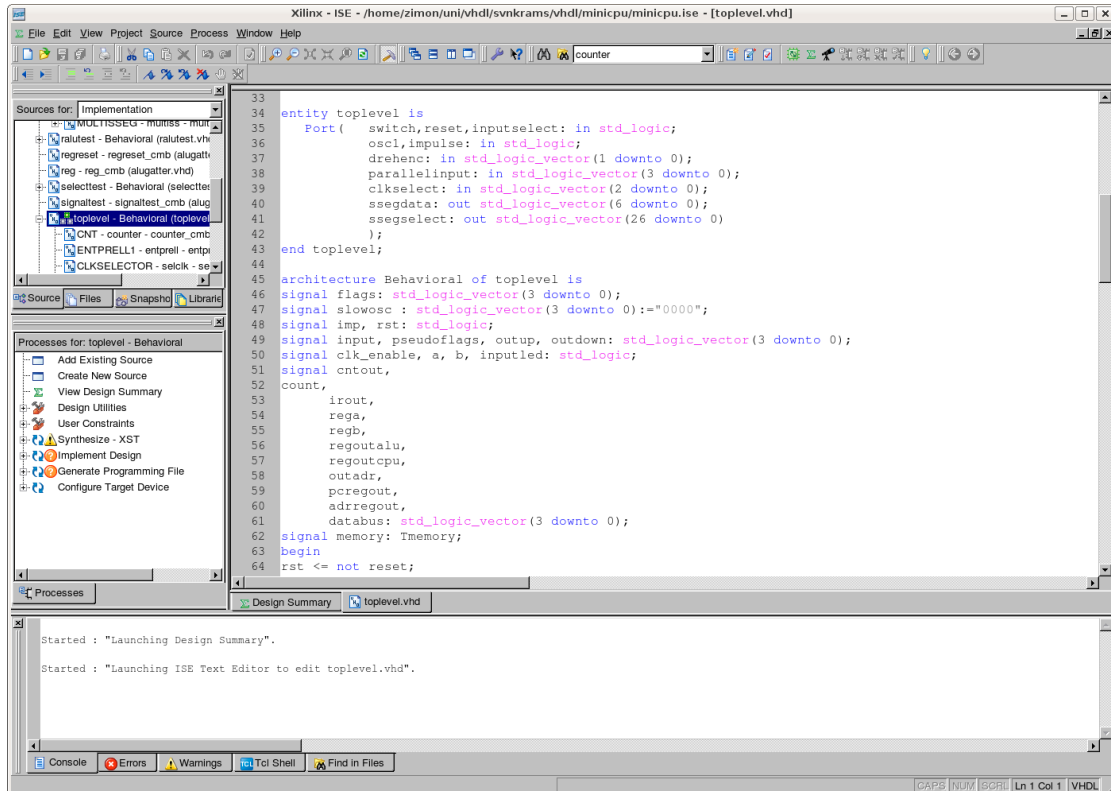 Xilinx - ISE - /home/zimon/uni/vhdl/svnkrams/vhdl/minicpu/minicpu.ise - [toplevel.vhd]
File Edit View Project Source Process Window Help
counter
Sources for: Implementation
MULTISSEG - multiss - mult
ralutest - Behavioral (ralutest.vhd
regreset - regreset_cmb (alugatt
reg - reg_cmb (alugatter.vhd)
selecttest - Behavioral (selecttes
signaltest - signaltest_cmb (alug
toplevel - Behavioral (toplevel
CNT - counter - counter_cmb
ENTPRELL1 - entprell - entp
CLKSELECTOR - selclk - se
Source Files Snapsho Librarie
Processes for: toplevel - Behavioral
Add Existing Source
Create New Source
View Design Summary
Design Utilities
User Constraints
Synthesize - XST
Implement Design
Generate Programming File
Configure Target Device
Processes
33
34 entity toplevel is
35 Port( switch,reset,inputselect: in std_logic;
36 osc1,impulse: in std_logic;
37 drehenc: in std_logic_vector(1 downto 0);
38 parallelinput: in std_logic_vector(3 downto 0);
39 clkselect: in std_logic_vector(2 downto 0);
40 ssegdata: out std_logic_vector(6 downto 0);
41 ssegselect: out std_logic_vector(26 downto 0)
42 );
43 end toplevel;
44
45 architecture Behavioral of toplevel is
46 signal flags: std_logic_vector(3 downto 0);
47 signal slowosc : std_logic_vector(3 downto 0):="0000";
48 signal imp, rst: std_logic;
49 signal input, pseudoflags, outup, outdown: std_logic_vector(3 downto 0);
50 signal clk_enable, a, b, inputled: std_logic;
51 signal cntout,
52 count,
53 irout,
54 rega,
55 regb,
56 regoutalu,
57 regoutcpu,
58 outadr,
59 pcregout,
60 adrregout,
61 databus: std_logic_vector(3 downto 0);
62 signal memory: Tmemory;
63 begin
64 rst <= not reset;
Design Summary toplevel.vhd
Started : "Launching Design Summary".
Started : "Launching ISE Text Editor to edit toplevel.vhd".
Console Errors Warnings Tcl Shell Find in Files
CAPS NUM SCRL Ln 1 Col 1 VHDL